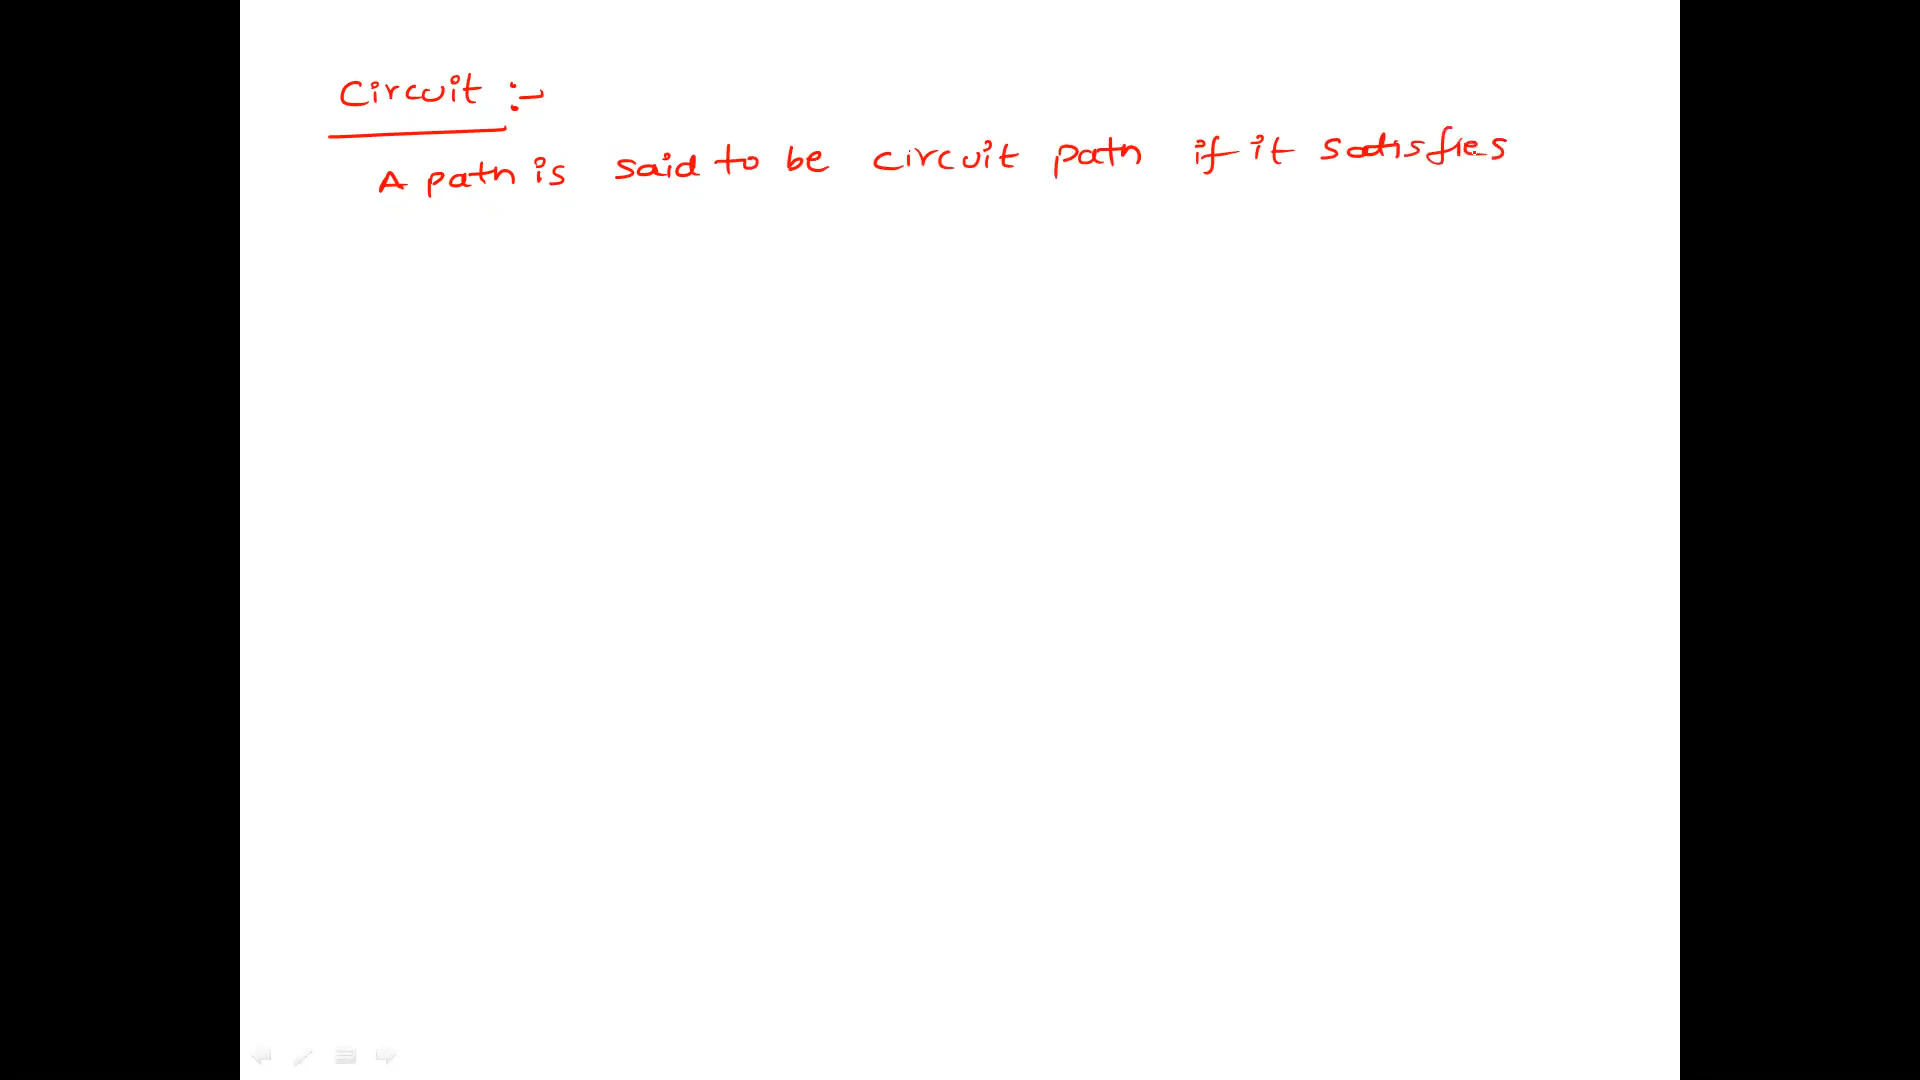 Circuit :-
A path is said to be circuit path if it satisfies